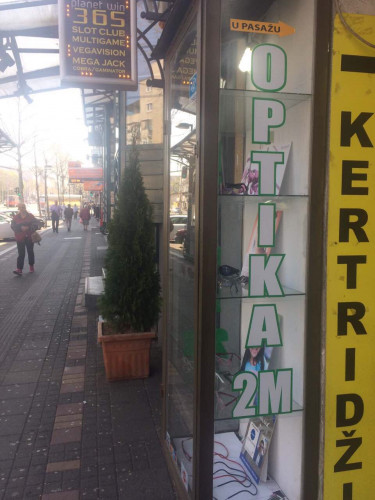 planet win
365
SLOT CLUB
MULTIGAME
VEGAVISION
MEGA JACK
U PASAŽU
OPTIKA
2M
KERTRIDŽI